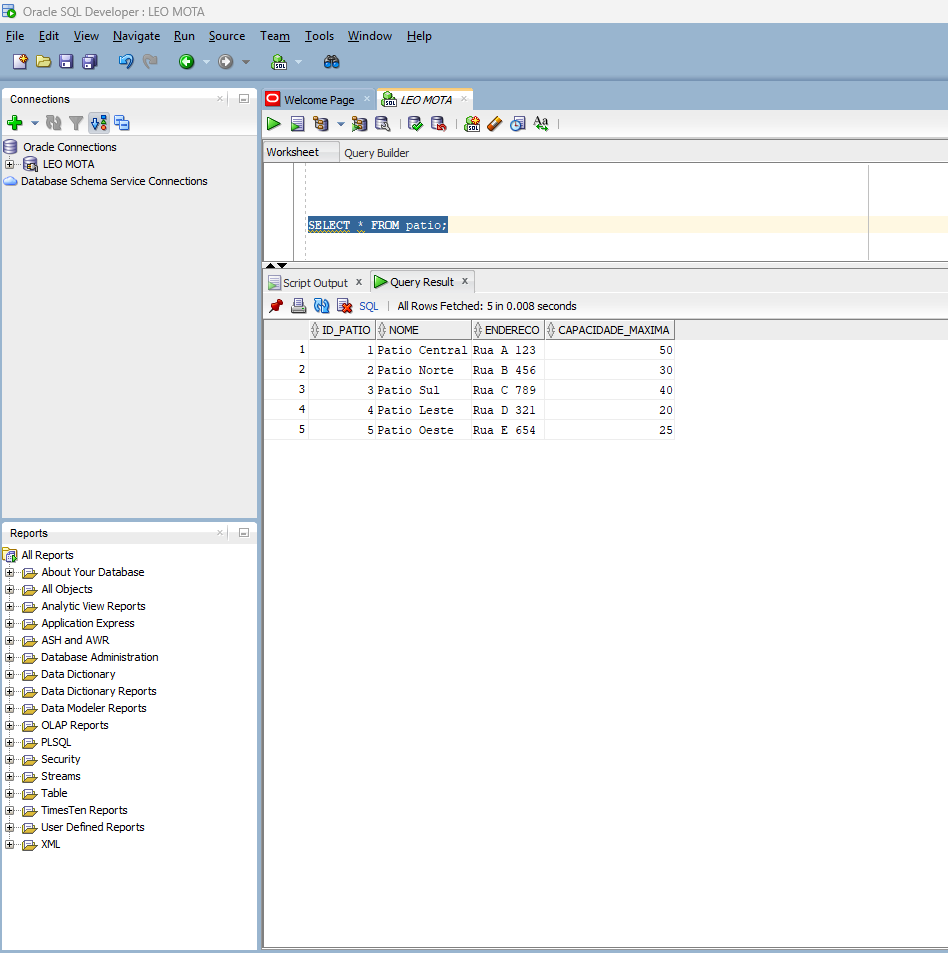 Oracle SQL Developer : LEO MOTA
File Edit View Navigate Run Source Team Tools Window Help
Connections
Oracle Connections
LEO MOTA
Database Schema Service Connections
Welcome Page
LEO MOTA
Worksheet Query Builder
SELECT * FROM patio;
Script Output Query Result
SQL All Rows Fetched: 5 in 0.008 seconds
ID_PATIO NOME ENDERECO CAPACIDADE_MAXIMA
1 1 Patio Central Rua A 123 50
2 2 Patio Norte Rua B 456 30
3 3 Patio Sul Rua C 789 40
4 4 Patio Leste Rua D 321 20
5 5 Patio Oeste Rua E 654 25
Reports
All Reports
About Your Database
All Objects
Analytic View Reports
Application Express
ASH and AWR
Database Administration
Data Dictionary
Data Dictionary Reports
Data Modeler Reports
OLAP Reports
PLSQL
Security
Streams
Table
TimesTen Reports
User Defined Reports
XML